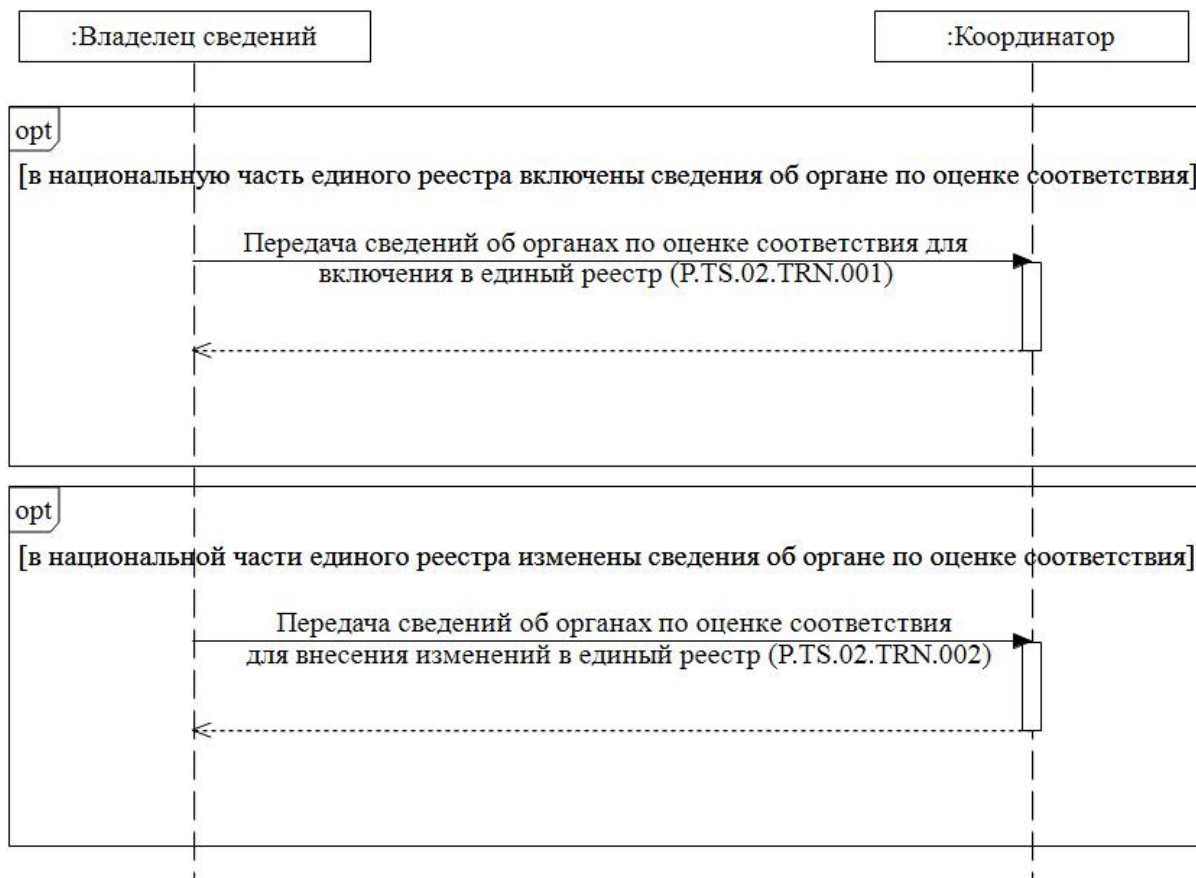 :Владелец сведений
:Координатор
opt
[в национальную часть единого реестра включены сведения об органе по оценке соответствия]
Передача сведений об органах по оценке соответствия для
включения в единый реестр (P.TS.02.TRN.001)
opt
[в национальной части единого реестра изменены сведения об органе по оценке соответствия]
Передача сведений об органах по оценке соответствия
для внесения изменений в единый реестр (P.TS.02.TRN.002)